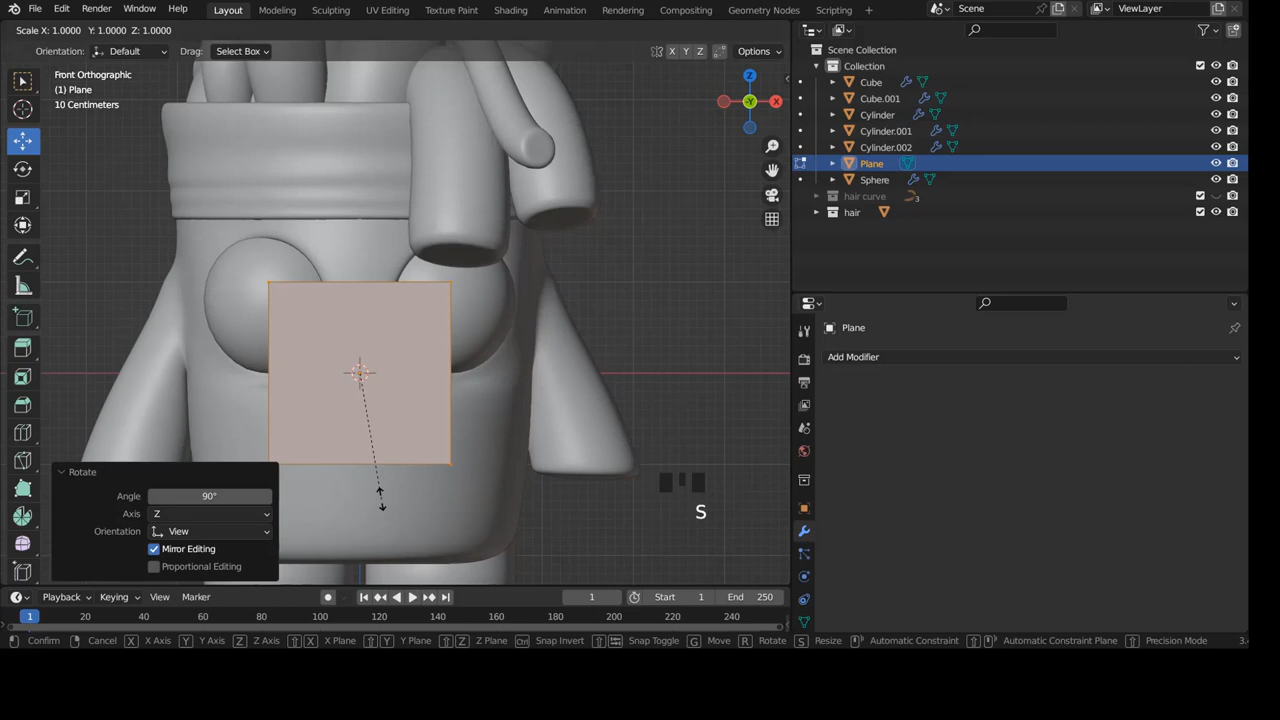 File Edit Render Window Help Layout Modeling Sculpting UV Editing Texture Paint Shading Animation Rendering Compositing Geometry Nodes Scripting + Scene ViewLayer
Scale X: 1.0000 Y: 1.0000 Z: 1.0000
Orientation: Default Drag: Select Box X Y Z Options
Front Orthographic
(1) Plane
10 Centimeters
Z
Y
X
S
Rotate
Angle 90°
Axis Z
Orientation View
Mirror Editing
Proportional Editing
Scene Collection
Collection
Cube
Cube.001
Cylinder
Cylinder.001
Cylinder.002
Plane
Sphere
hair curve 3
hair
Plane
Add Modifier
Playback Keying View Marker 1 Start 1 End 250
1 20 40 60 80 100 120 140 160 180 200 220 240
Confirm Cancel X X Axis Y Y Axis Z Z Axis X X Plane Y Y Plane Z Z Plane Ctrl Snap Invert Snap Toggle G Move R Rotate S Resize Automatic Constraint Automatic Constraint Plane Precision Mode 3.